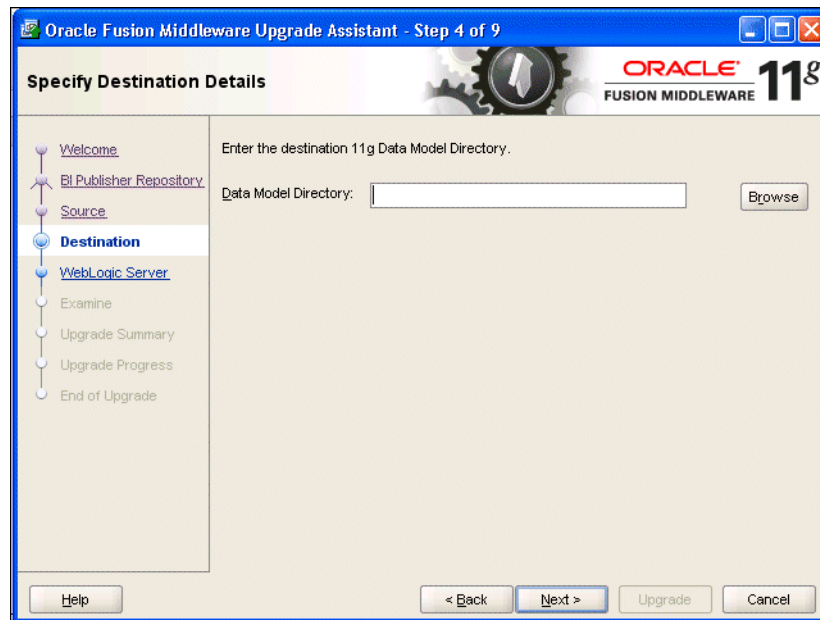 Oracle Fusion Middleware Upgrade Assistant - Step 4 of 9
Specify Destination Details
ORACLE
FUSION MIDDLEWARE 11g
Welcome
BI Publisher Repository
Source
Destination
WebLogic Server
Examine
Upgrade Summary
Upgrade Progress
End of Upgrade
Enter the destination 11g Data Model Directory.
Data Model Directory:
Browse
Help
< Back
Next >
Upgrade
Cancel